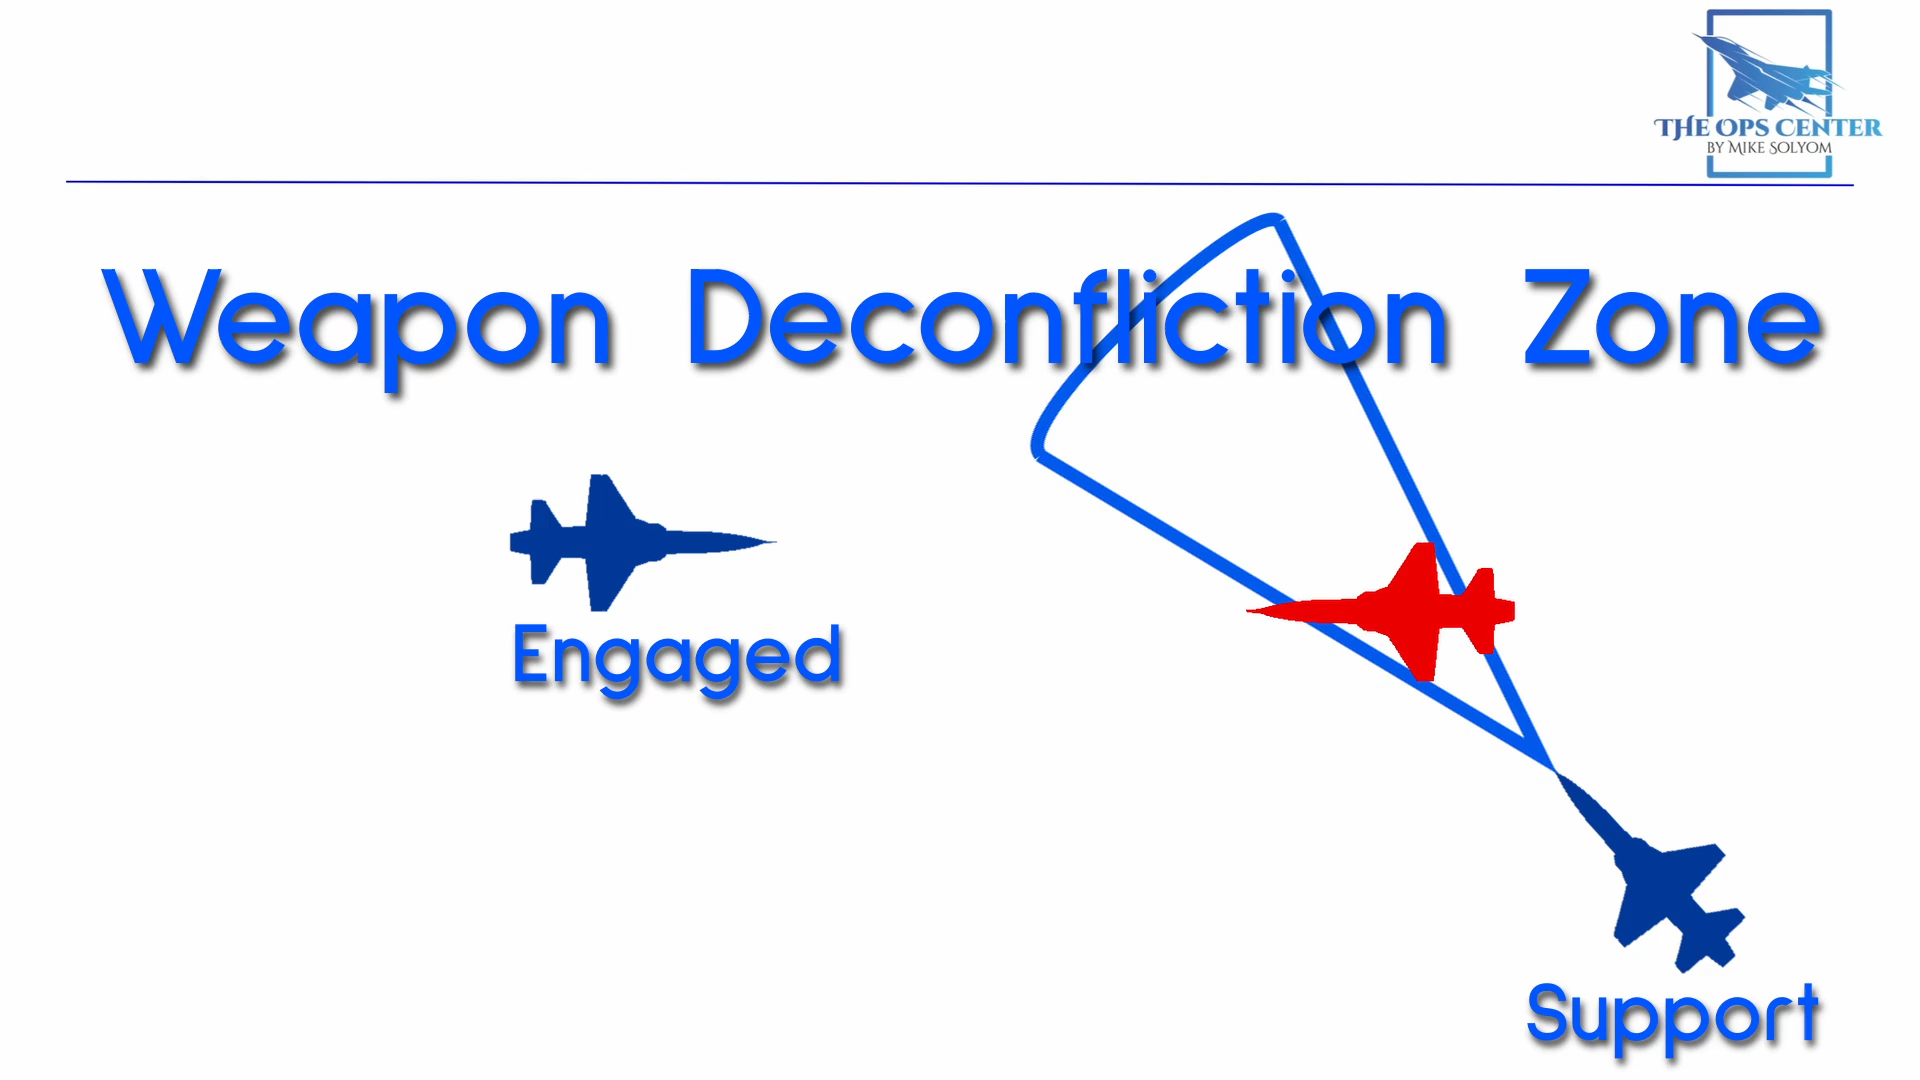 THE OPS CENTER
BY MIKE SOLYOM
Weapon Deconfliction Zone
Engaged
Support